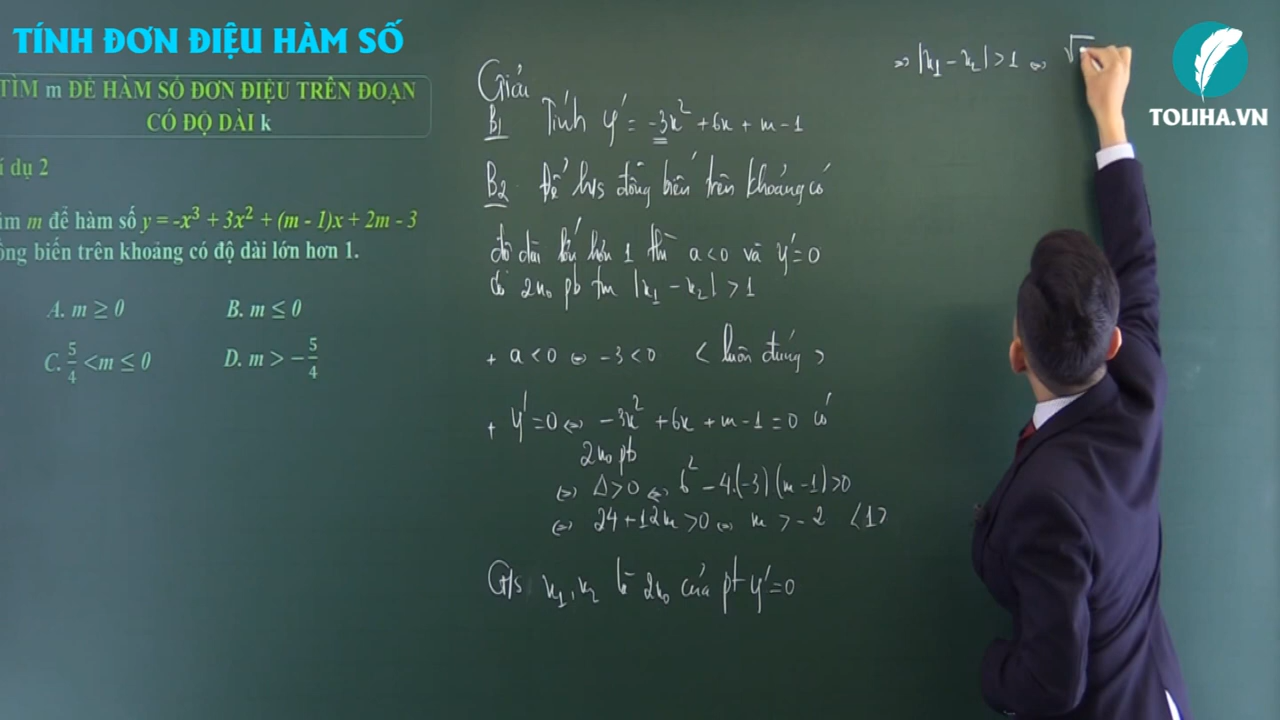 TÍNH ĐƠN ĐIỆU HÀM SỐ
TÌM m ĐỂ HÀM SỐ ĐƠN ĐIỆU TRÊN ĐOẠN
CÓ ĐỘ DÀI k
í dụ 2
ìm m để hàm số y = -x³ + 3x² + (m - 1)x + 2m - 3
ồng biến trên khoảng có độ dài lớn hơn 1.
A. m ≥ 0
B. m ≤ 0
C. 5/4 < m ≤ 0
D. m > -5/4
Giải
B1 Tính y' = -3x² + 6x + m - 1
B2. Để h/s đồng biến trên khoảng có
độ dài lớn hơn 1 thì a < 0 và y' = 0
có 2no pb tm |x₁ - x₂| > 1
+ a < 0 ⇔ -3 < 0 < luôn đúng >
+ y' = 0 ⇔ -3x² + 6x + m - 1 = 0 có
2no pb
⇔ Δ > 0 ⇔ 6² - 4.(-3)(m - 1) > 0
⇔ 24 + 12m > 0 ⇔ m > -2 <1>
G/s x₁, x₂ là 2no của pt y' = 0
⇒ |x₁ - x₂| > 1 ⇔ √
TOLIHA.VN